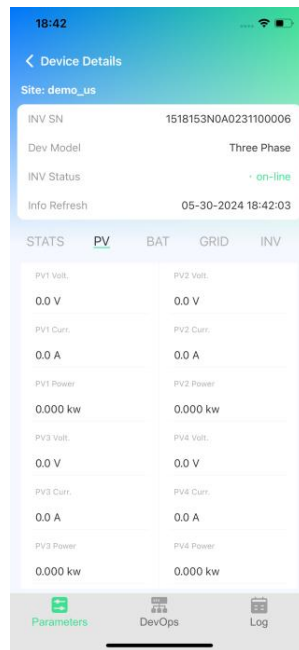 18:42
Device Details
Site: demo_us
INV SN 1518153N0A0231100006
Dev Model Three Phase
INV Status · on-line
Info Refresh 05-30-2024 18:42:03
STATS PV BAT GRID INV
PV1 Volt. PV2 Volt.
0.0 V 0.0 V
PV1 Curr. PV2 Curr.
0.0 A 0.0 A
PV1 Power PV2 Power
0.000 kw 0.000 kw
PV3 Volt. PV4 Volt.
0.0 V 0.0 V
PV3 Curr. PV4 Curr.
0.0 A 0.0 A
PV3 Power PV4 Power
0.000 kw 0.000 kw
Parameters DevOps Log